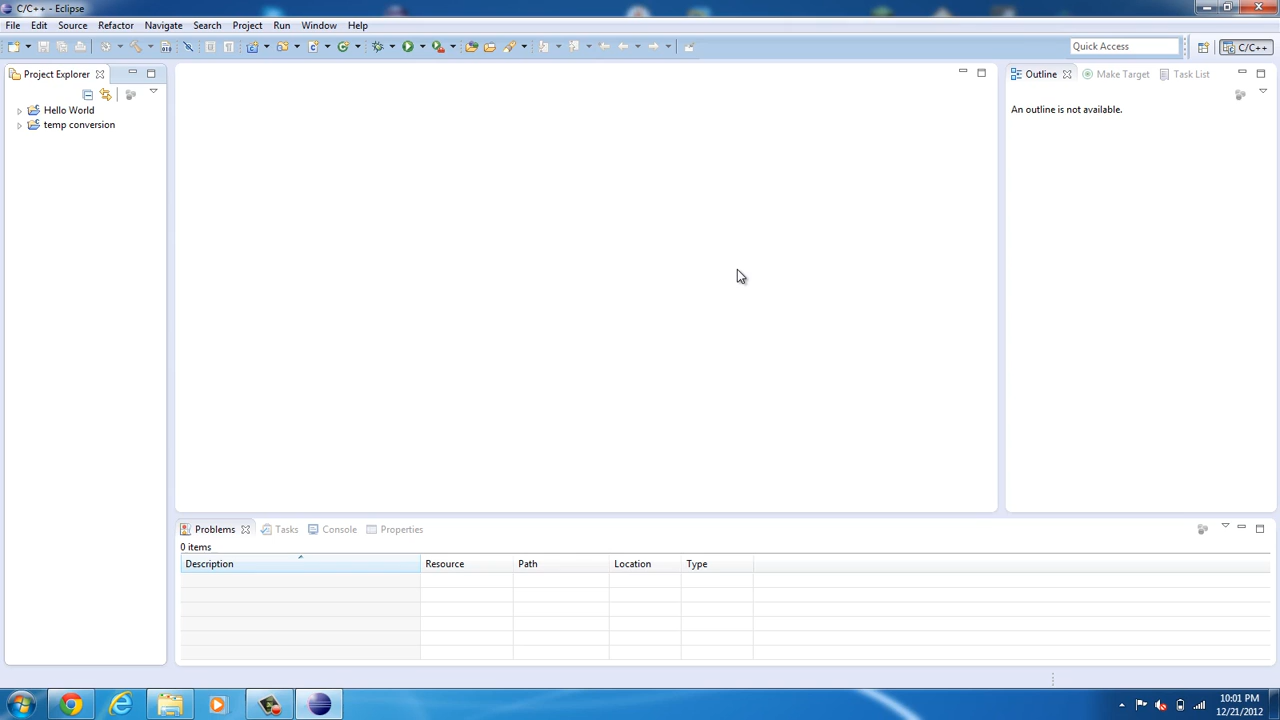 C/C++ - Eclipse
File Edit Source Refactor Navigate Search Project Run Window Help
Quick Access
C/C++
Project Explorer
Hello World
temp conversion
Outline Make Target Task List
An outline is not available.
Problems Tasks Console Properties
0 items
Description Resource Path Location Type
10:01 PM
12/21/2012